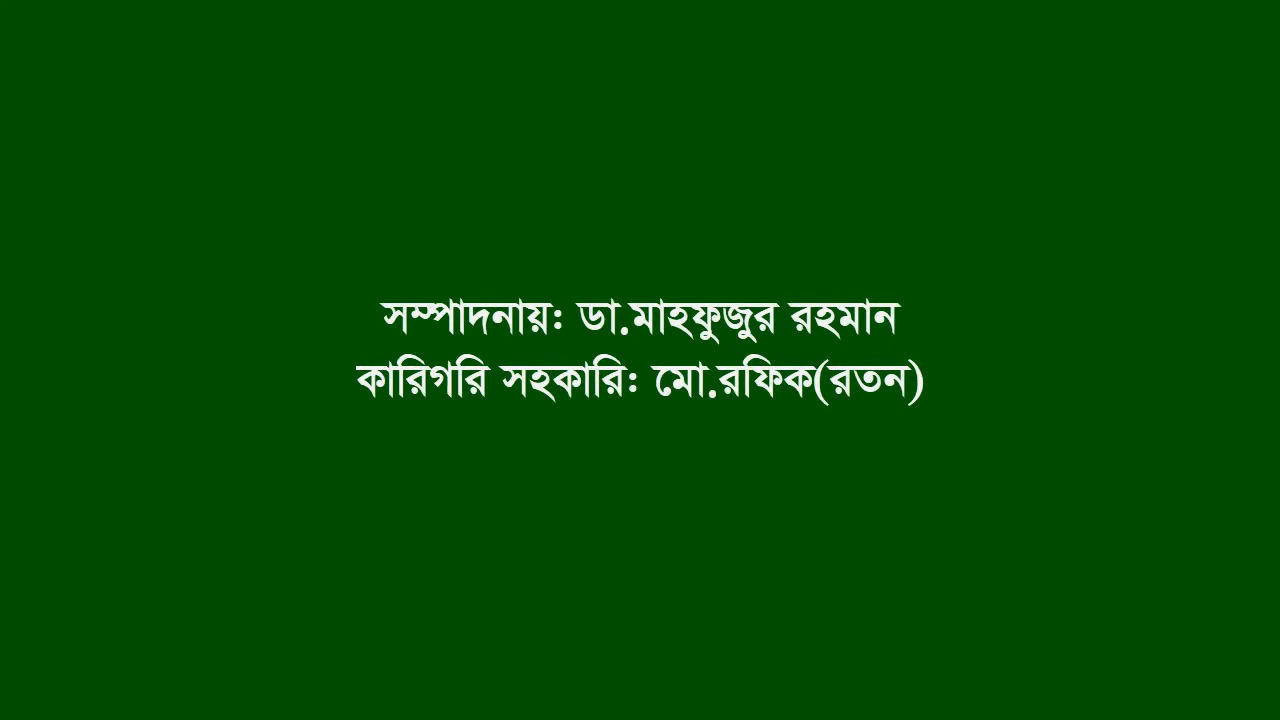 সম্পাদনায়: ডা.মাহফুজুর রহমান
কারিগরি সহকারি: মো.রফিক(রতন)